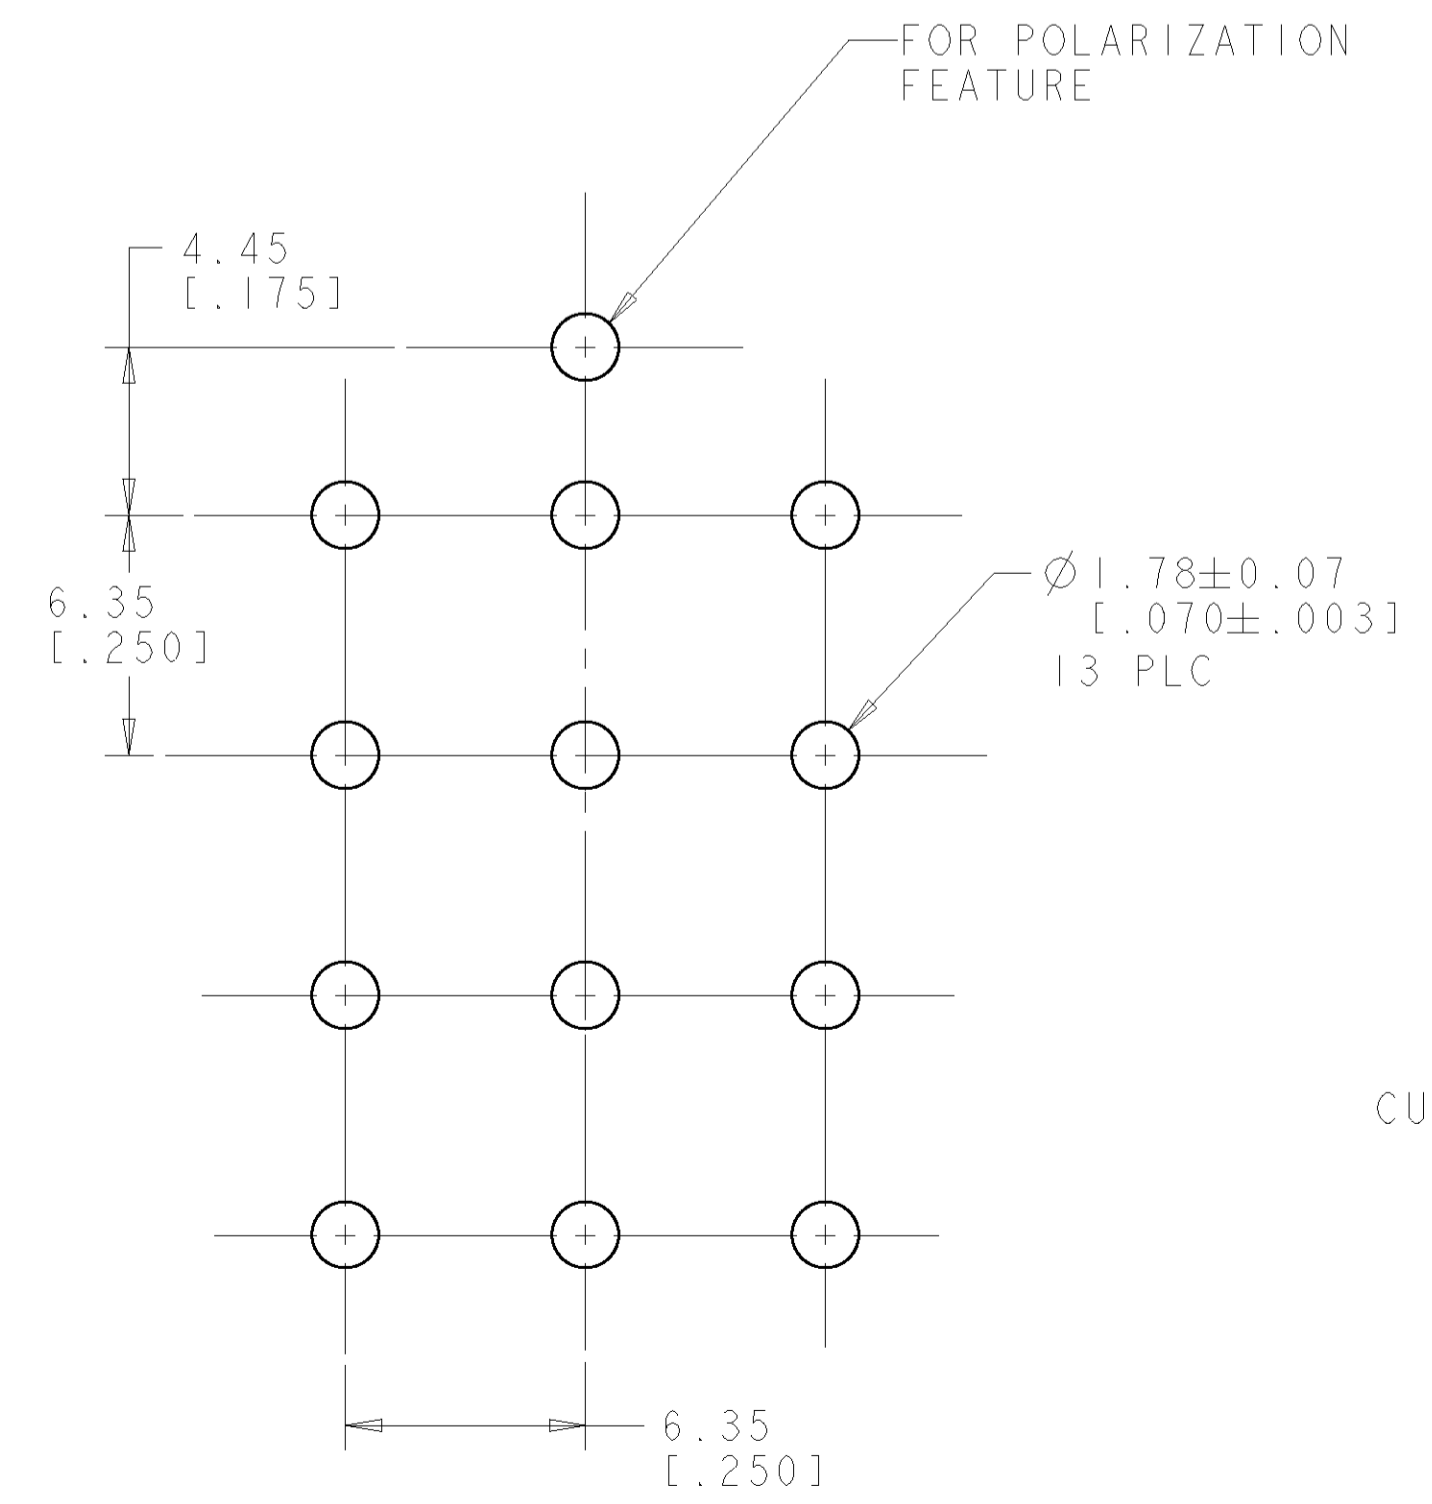 FOR POLARIZATION
FEATURE
4.45
[.175]
6.35
[.250]
Ø1.78±0.07
[.070±.003]
13 PLC
CU
6.35
[.250]